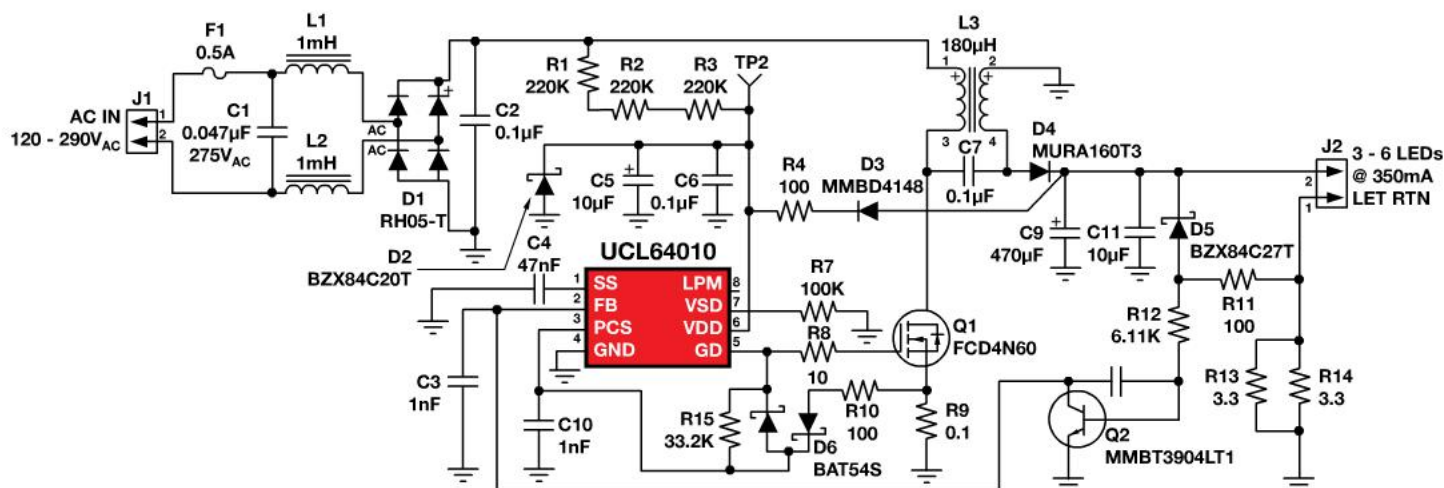 F1
0.5A
L1
1mH
J1
AC IN
120 - 290VAC
1
2
C1
0.047µF
275VAC
L2
1mH
AC
AC
+
D1
RH05-T
C2
0.1µF
R1
220K
R2
220K
R3
220K
TP2
L3
180µH
1
2
+
+
3
4
C7
0.1µF
D4
MURA160T3
R4
100
D3
MMBD4148
J2
2
1
3 - 6 LEDs
@ 350mA
LET RTN
D2
BZX84C20T
C5
10µF
+
C6
0.1µF
C4
47nF
UCL64010
1
2
3
4
SS
FB
PCS
GND
LPM
VSD
VDD
GD
8
7
6
5
R7
100K
R8
10
Q1
FCD4N60
C9
470µF
+
C11
10µF
D5
BZX84C27T
R11
100
R12
6.11K
R13
3.3
R14
3.3
C3
1nF
C10
1nF
R15
33.2K
D6
BAT54S
R10
100
R9
0.1
Q2
MMBT3904LT1